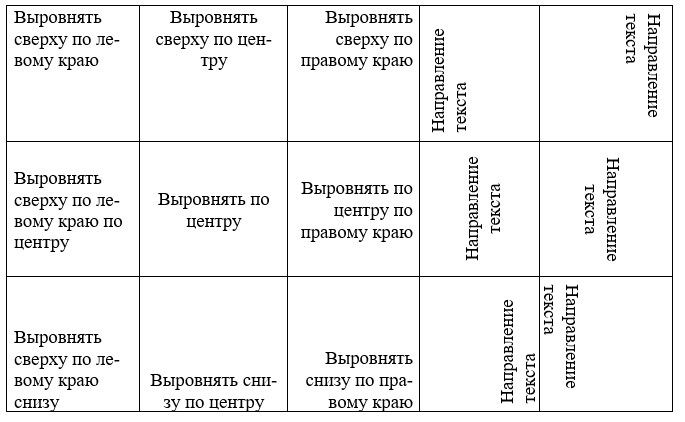 Выровнять
сверху по ле-
вому краю
Выровнять
сверху по цен-
тру
Выровнять
сверху по
правому краю
Направление
текста
Направление
текста
Выровнять
сверху по ле-
вому краю по
центру
Выровнять по
центру
Выровнять по
центру по
правому краю
Направление
текста
Направление
текста
Выровнять
сверху по ле-
вому краю
снизу
Выровнять сни-
зу по центру
Выровнять
снизу по пра-
вому краю
Направление
текста
Направление
текста